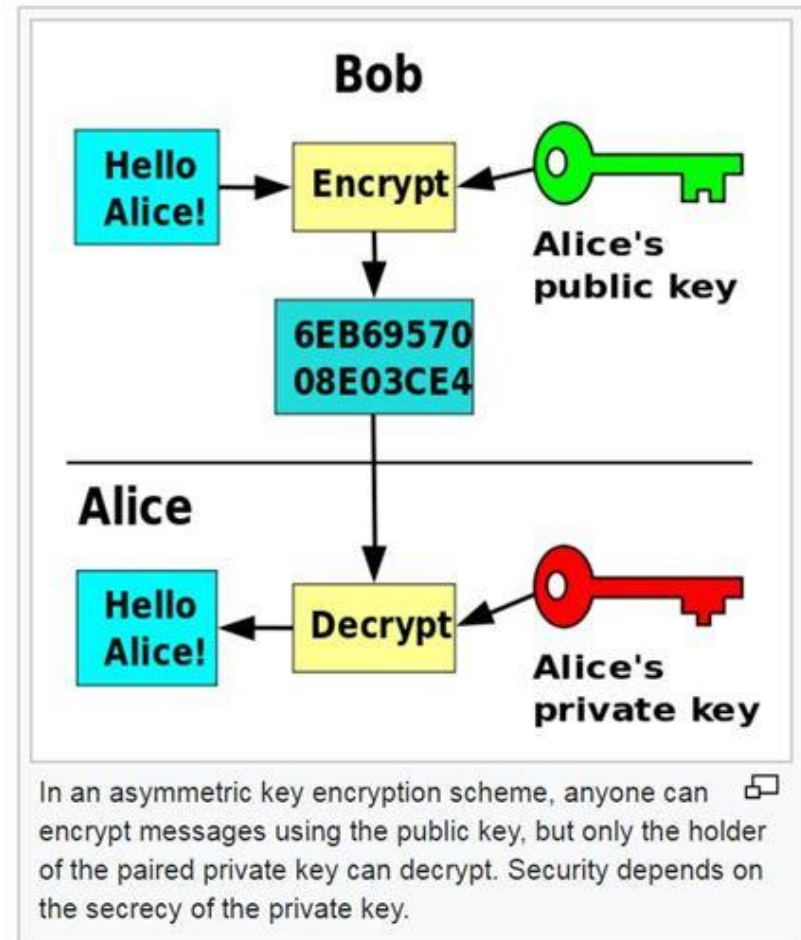 Bob
Hello
Alice!
Encrypt
Alice's
public key
6EB69570
08E03CE4
Alice
Hello
Alice!
Decrypt
Alice's
private key
In an asymmetric key encryption scheme, anyone can
encrypt messages using the public key, but only the holder
of the paired private key can decrypt. Security depends on
the secrecy of the private key.